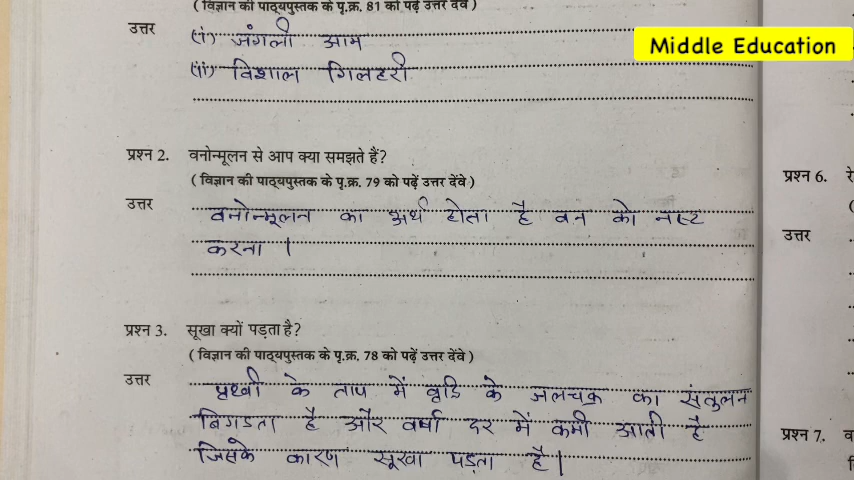 ( विज्ञान की पाठ्यपुस्तक के पृ.क्र. 81 को पढ़ें उत्तर देंवे )
उत्तर (i) जंगली आम
Middle Education
(ii) विशाल गिलहरी
प्रश्न 2. वनोन्मूलन से आप क्या समझते हैं?
( विज्ञान की पाठ्यपुस्तक के पृ.क्र. 79 को पढ़ें उत्तर देंवे )
उत्तर वनोन्मूलन का अर्थ होता है वन को नष्ट
करना ।
प्रश्न 3. सूखा क्यों पड़ता है?
( विज्ञान की पाठ्यपुस्तक के पृ.क्र. 78 को पढ़ें उत्तर देंवे )
उत्तर पृथ्वी के ताप में वृद्धि के जलचक्र का संतुलन
बिगडता है और वर्षा दर में कमी आती है
जिसके कारण सूखा पड़ता है|
प्रश्न 6. रे
(
उत्तर
प्रश्न 7. व